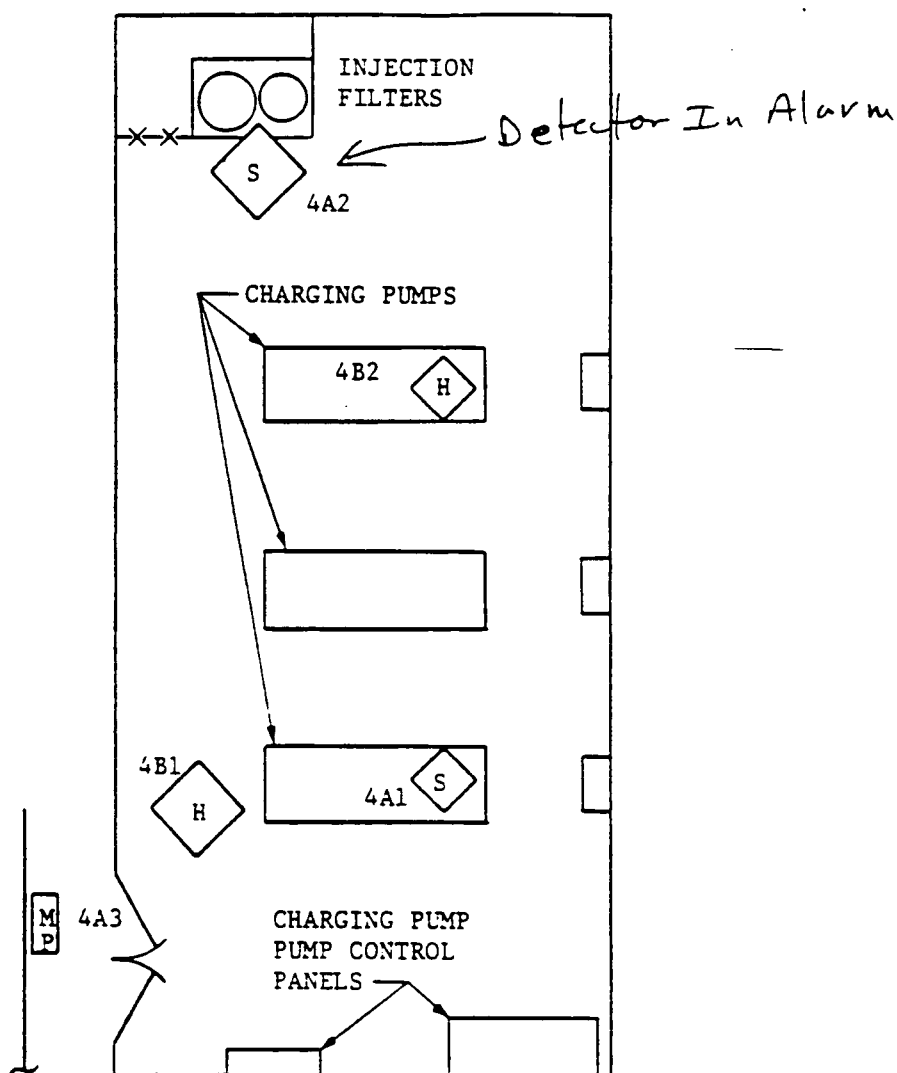 INJECTION
FILTERS
Detector In Alarm
S
4A2
CHARGING PUMPS
4B2
H
4B1
H
4A1
S
M
P
4A3
CHARGING PUMP
PUMP CONTROL
PANELS